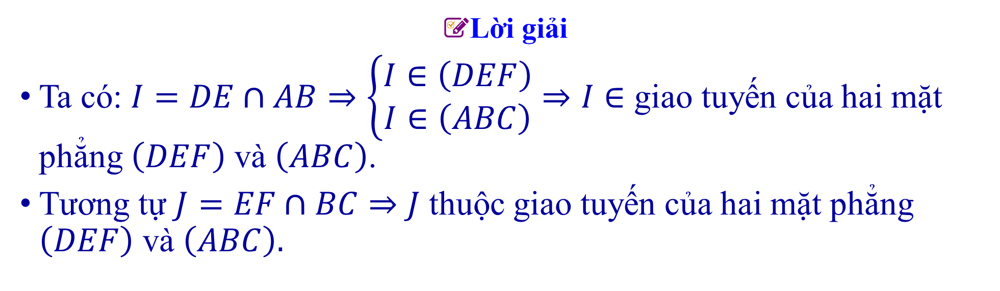 Lời giải
• Ta có: I = DE ∩ AB ⇒ { I ∈ (DEF) I ∈ (ABC) ⇒ I ∈ giao tuyến của hai mặt
phẳng (DEF) và (ABC).
• Tương tự J = EF ∩ BC ⇒ J thuộc giao tuyến của hai mặt phẳng
(DEF) và (ABC).